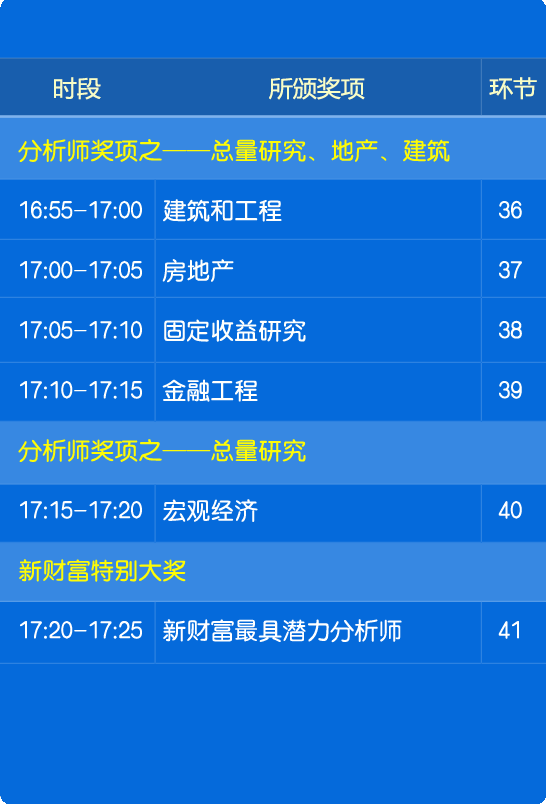 时段 所颁奖项 环节
分析师奖项之——总量研究、地产、建筑
16:55-17:00 建筑和工程 36
17:00-17:05 房地产 37
17:05-17:10 固定收益研究 38
17:10-17:15 金融工程 39
分析师奖项之——总量研究
17:15-17:20 宏观经济 40
新财富特别大奖
17:20-17:25 新财富最具潜力分析师 41